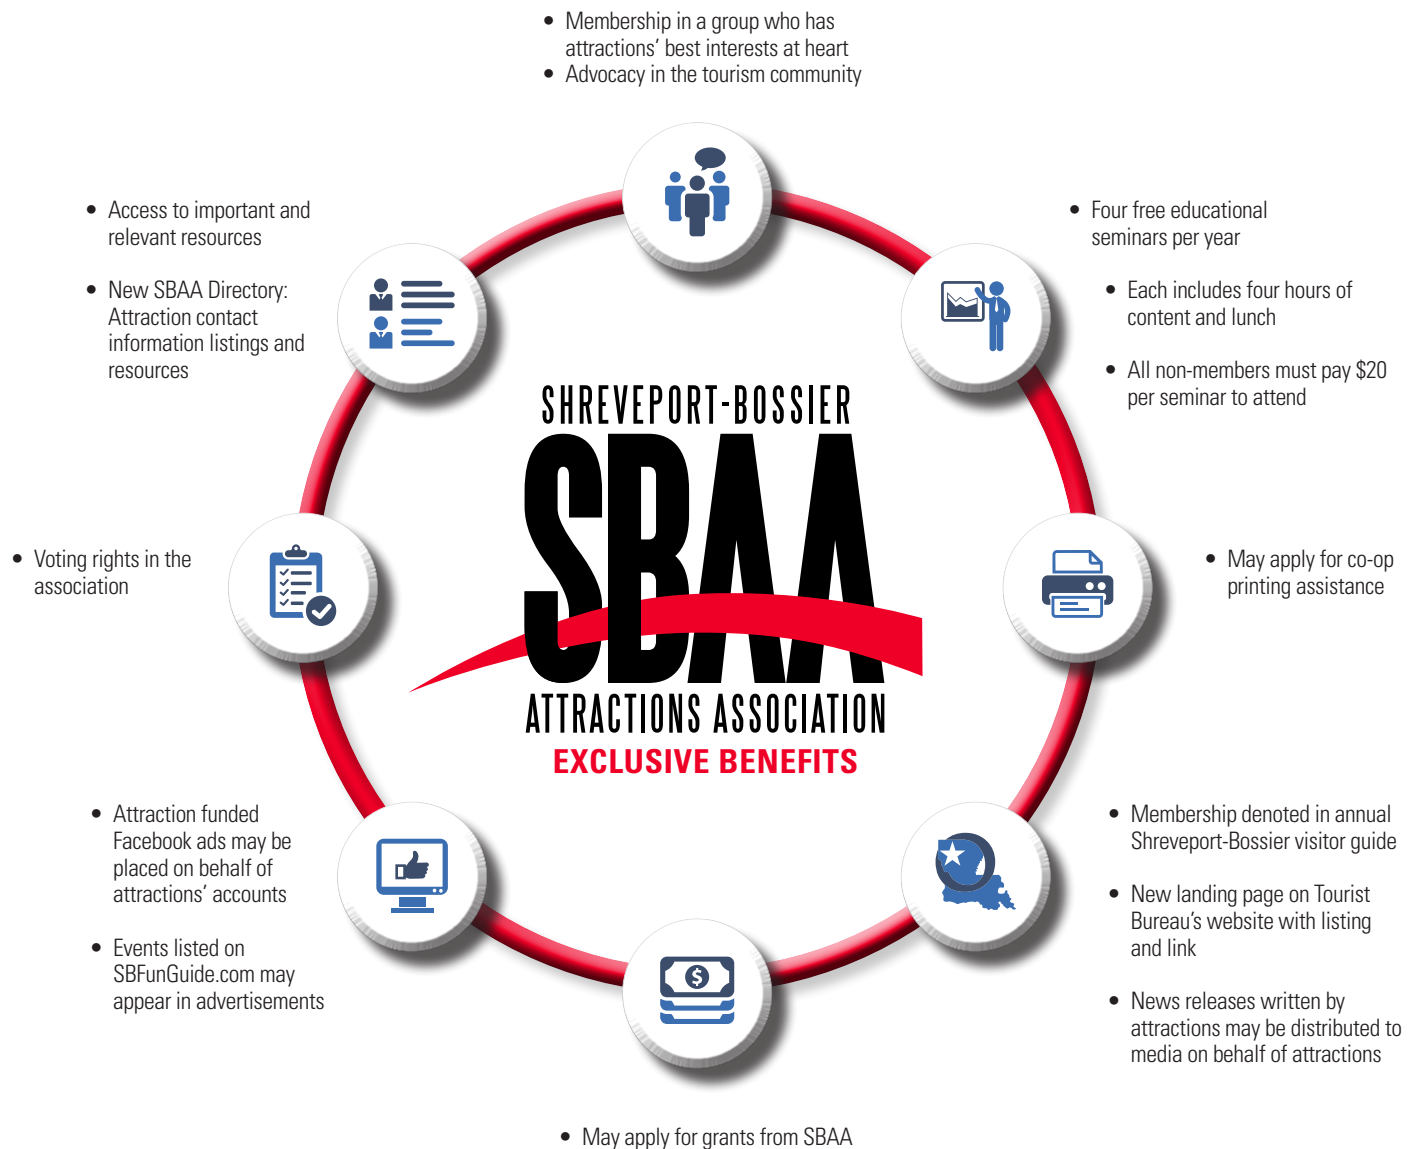 • Membership in a group who has
attractions’ best interests at heart
• Advocacy in the tourism community
• Four free educational
seminars per year
• Each includes four hours of
content and lunch
• All non-members must pay $20
per seminar to attend
• May apply for co-op
printing assistance
• Membership denoted in annual
Shreveport-Bossier visitor guide
• New landing page on Tourist
Bureau’s website with listing
and link
• News releases written by
attractions may be distributed to
media on behalf of attractions
• May apply for grants from SBAA
• Attraction funded
Facebook ads may be
placed on behalf of
attractions’ accounts
• Events listed on
SBFunGuide.com may
appear in advertisements
• Voting rights in the
association
• Access to important and
relevant resources
• New SBAA Directory:
Attraction contact
information listings and
resources
SHREVEPORT-BOSSIER
SBAA
ATTRACTIONS ASSOCIATION
EXCLUSIVE BENEFITS
$